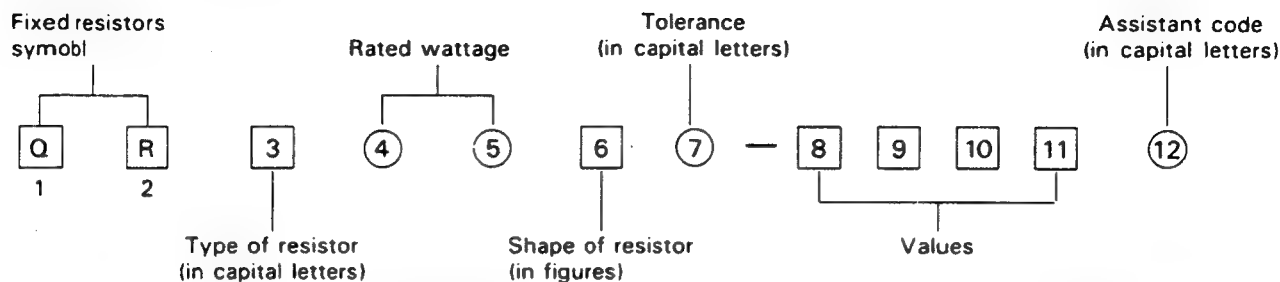 Fixed resistors
symobl
Rated wattage
Tolerance
(in capital letters)
Assistant code
(in capital letters)
Q R 3 4 5 6 7 — 8 9 10 11 12
1 2
Type of resistor
(in capital letters)
Shape of resistor
(in figures)
Values